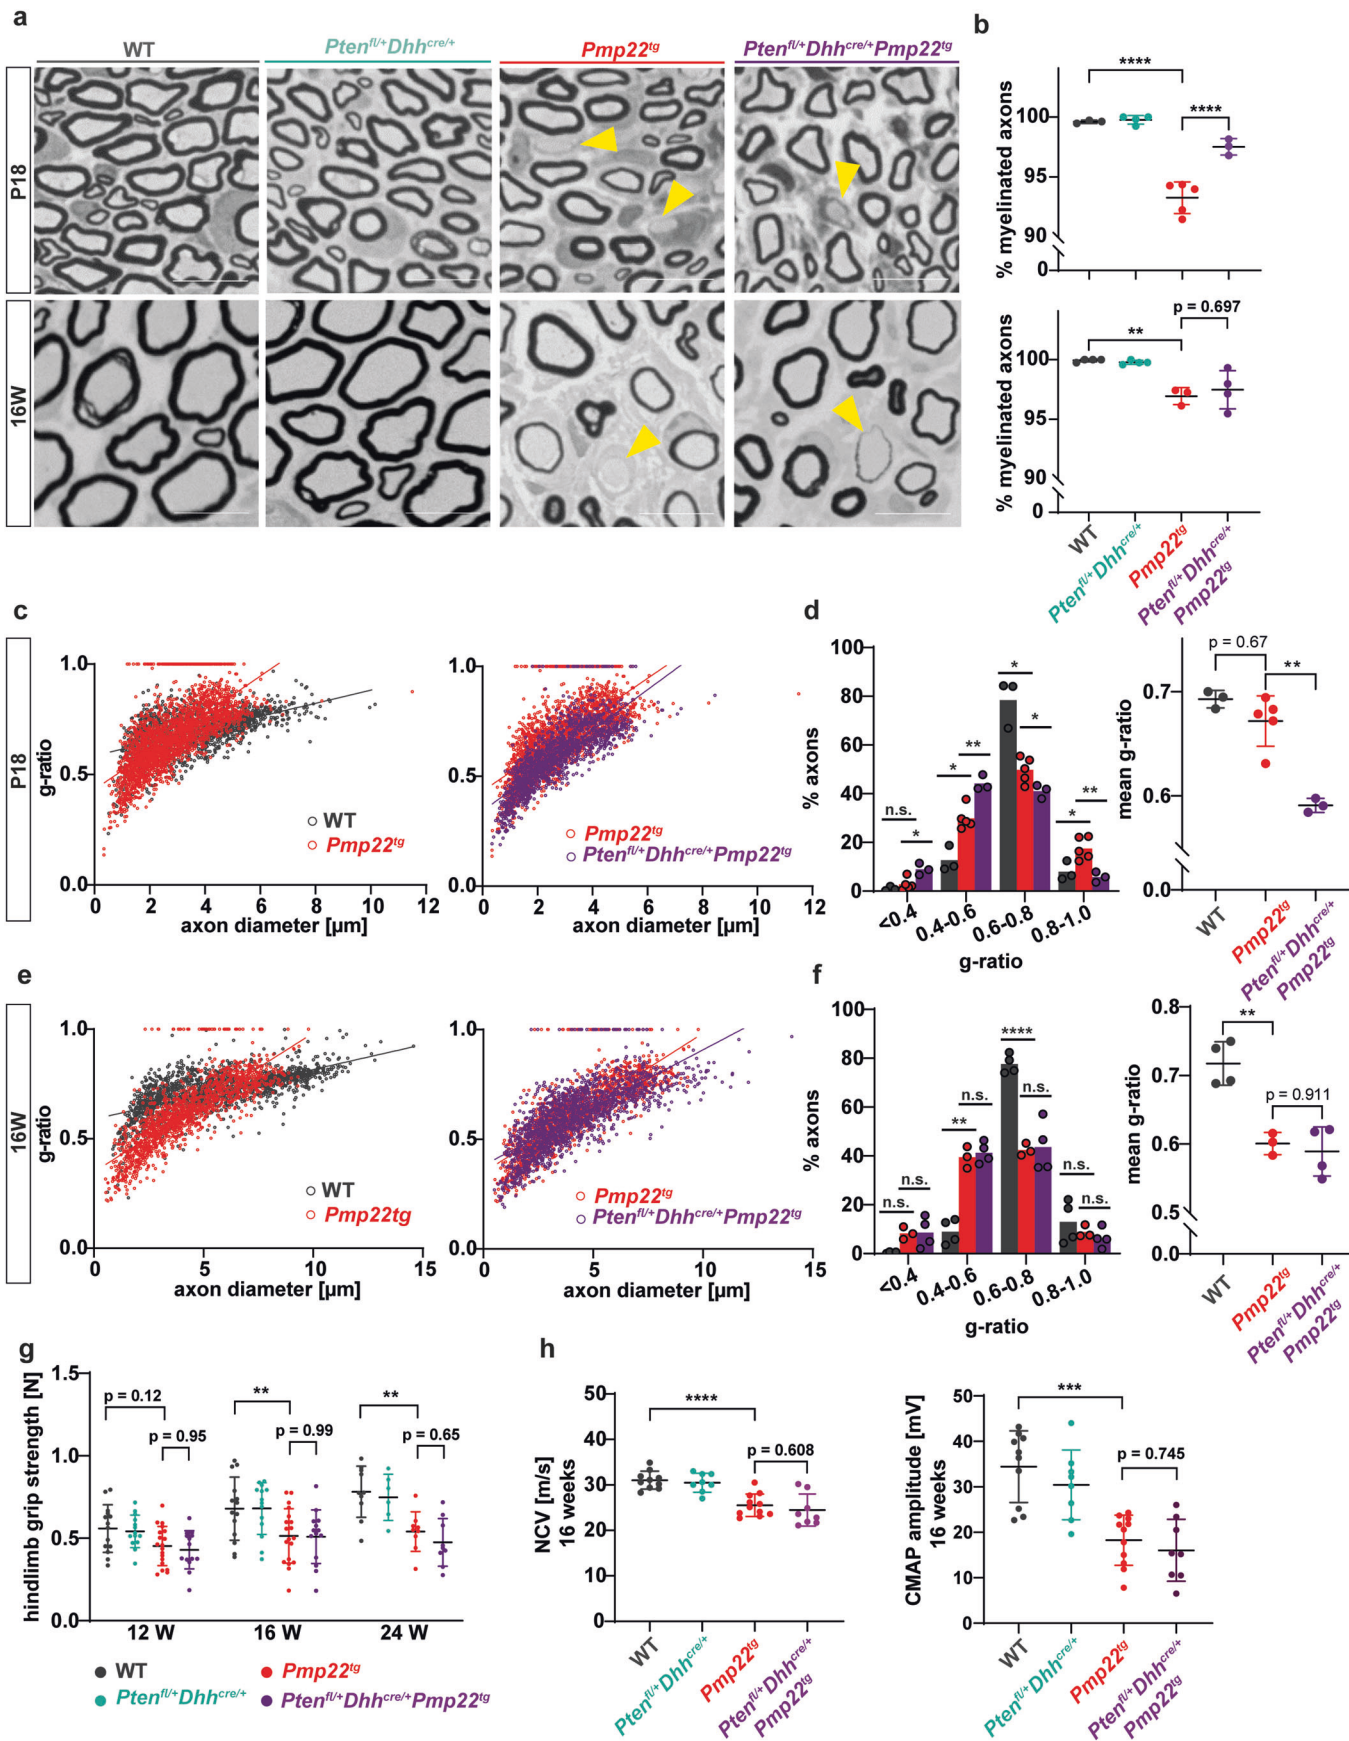 a
WT
Pten^fl/+Dhh^cre/+
Pmp22^tg
Pten^fl/+Dhh^cre/+Pmp22^tg
P18
16W
b
% myelinated axons
100
95
90
0
****
****
% myelinated axons
100
95
90
0
**
p = 0.697
WT
Pten^fl/+Dhh^cre/+
Pmp22^tg
Pten^fl/+Dhh^cre/+
Pmp22^tg
c
P18
g-ratio
1.0
0.5
0.0
0 2 4 6 8 10 12
axon diameter [µm]
WT
Pmp22^tg
1.0
0.5
0.0
0 2 4 6 8 10 12
axon diameter [µm]
Pmp22^tg
Pten^fl/+Dhh^cre/+Pmp22^tg
d
% axons
100
80
60
40
20
0
n.s.
*
*
**
*
*
*
**
<0.4
0.4-0.6
0.6-0.8
0.8-1.0
g-ratio
mean g-ratio
0.7
0.6
0.0
p = 0.67
**
WT
Pmp22^tg
Pten^fl/+Dhh^cre/+
Pmp22^tg
e
16W
g-ratio
1.0
0.5
0.0
0 5 10 15
axon diameter [µm]
WT
Pmp22tg
1.0
0.5
0.0
0 5 10 15
axon diameter [µm]
Pmp22^tg
Pten^fl/+Dhh^cre/+Pmp22^tg
f
% axons
100
80
60
40
20
0
n.s.
n.s.
**
n.s.
****
n.s.
n.s.
n.s.
<0.4
0.4-0.6
0.6-0.8
0.8-1.0
g-ratio
mean g-ratio
0.8
0.7
0.6
0.5
0.0
**
p = 0.911
WT
Pmp22^tg
Pten^fl/+Dhh^cre/+
Pmp22^tg
g
hindlimb grip strength [N]
1.5
1.0
0.5
0.0
p = 0.12
p = 0.95
**
p = 0.99
**
p = 0.65
12 W
16 W
24 W
WT
Pmp22^tg
Pten^fl/+Dhh^cre/+
Pten^fl/+Dhh^cre/+Pmp22^tg
h
NCV [m/s]
16 weeks
50
40
30
20
10
0
****
p = 0.608
WT
Pten^fl/+Dhh^cre/+
Pmp22^tg
Pten^fl/+Dhh^cre/+
Pmp22^tg
CMAP amplitude [mV]
16 weeks
50
40
30
20
10
0
***
p = 0.745
WT
Pten^fl/+Dhh^cre/+
Pmp22^tg
Pten^fl/+Dhh^cre/+
Pmp22^tg